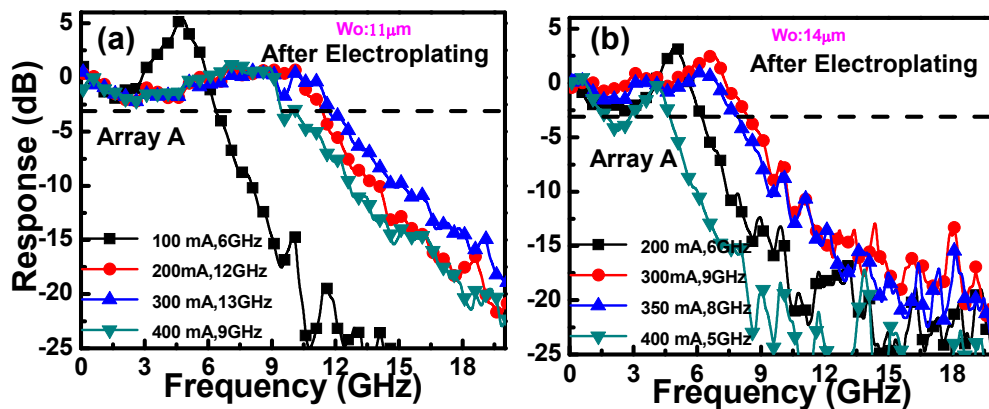 (a)
Wo:11μm
After Electroplating
Array A
100 mA,6GHz
200mA,12GHz
300 mA,13GHz
400 mA,9GHz
5
0
-5
-10
-15
-20
-25
Response (dB)
0 3 6 9 12 15 18
Frequency (GHz)
(b)
Wo:14μm
After Electroplating
Array A
200 mA,6GHz
300mA,9GHz
350 mA,8GHz
400 mA,5GHz
5
0
-5
-10
-15
-20
-25
0 3 6 9 12 15 18
Frequency (GHz)